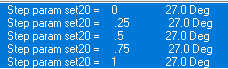 Step param set20 = 0 27.0 Deg
Step param set20 = .25 27.0 Deg
Step param set20 = .5 27.0 Deg
Step param set20 = .75 27.0 Deg
Step param set20 = 1 27.0 Deg